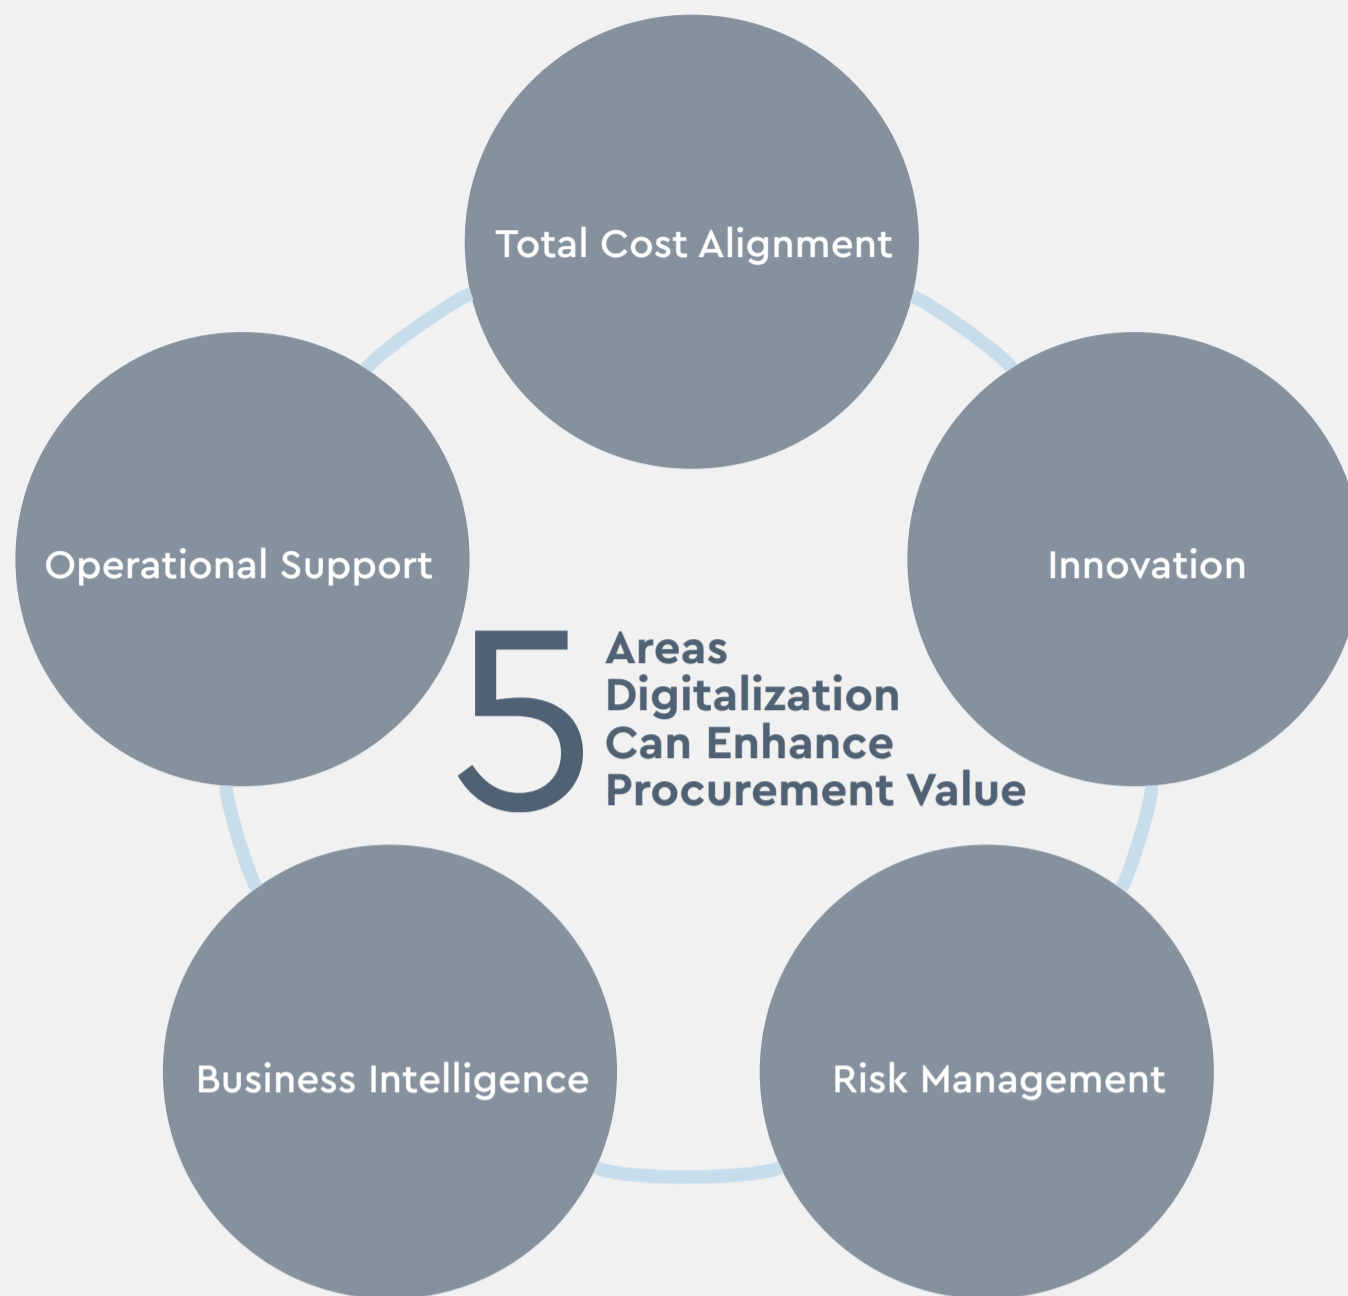 Total Cost Alignment
Operational Support
Innovation
5
Areas
Digitalization
Can Enhance
Procurement Value
Business Intelligence
Risk Management